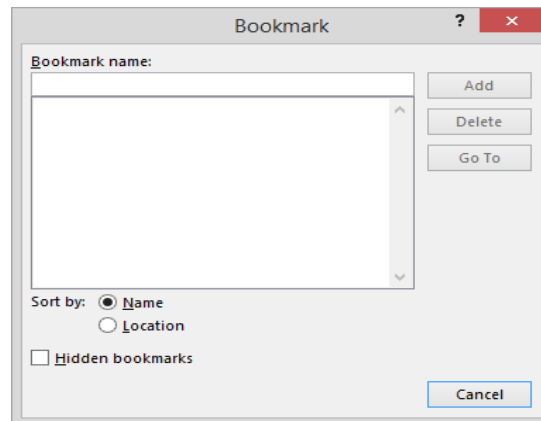 Bookmark ? ×
Bookmark name:
Add
Delete
Go To
Sort by: Name
Location
Hidden bookmarks
Cancel